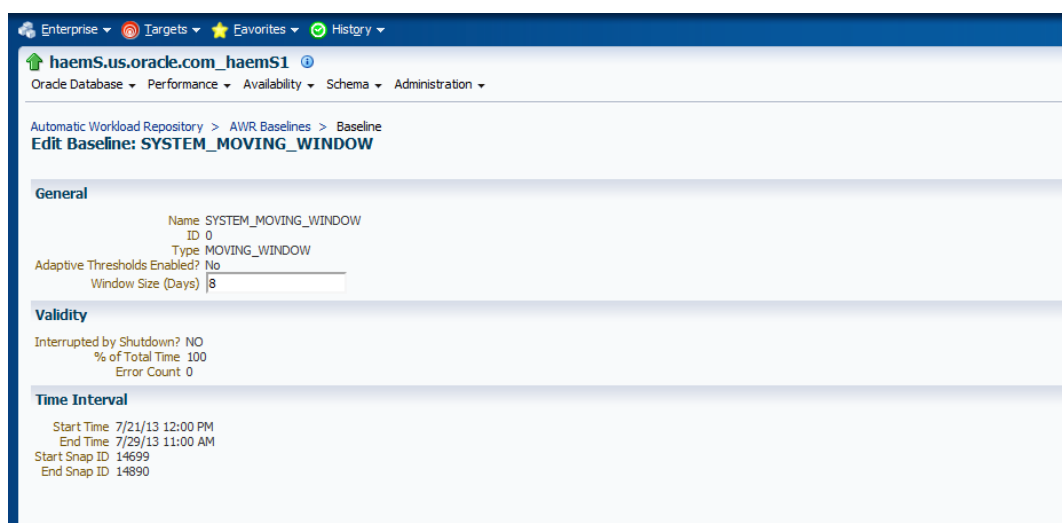 Enterprise Targets Favorites History
haemS.us.oracle.com_haemS1
Oracle Database Performance Availability Schema Administration
Automatic Workload Repository > AWR Baselines > Baseline
Edit Baseline: SYSTEM_MOVING_WINDOW
General
Name SYSTEM_MOVING_WINDOW
ID 0
Type MOVING_WINDOW
Adaptive Thresholds Enabled? No
Window Size (Days) 8
Validity
Interrupted by Shutdown? NO
% of Total Time 100
Error Count 0
Time Interval
Start Time 7/21/13 12:00 PM
End Time 7/29/13 11:00 AM
Start Snap ID 14699
End Snap ID 14890